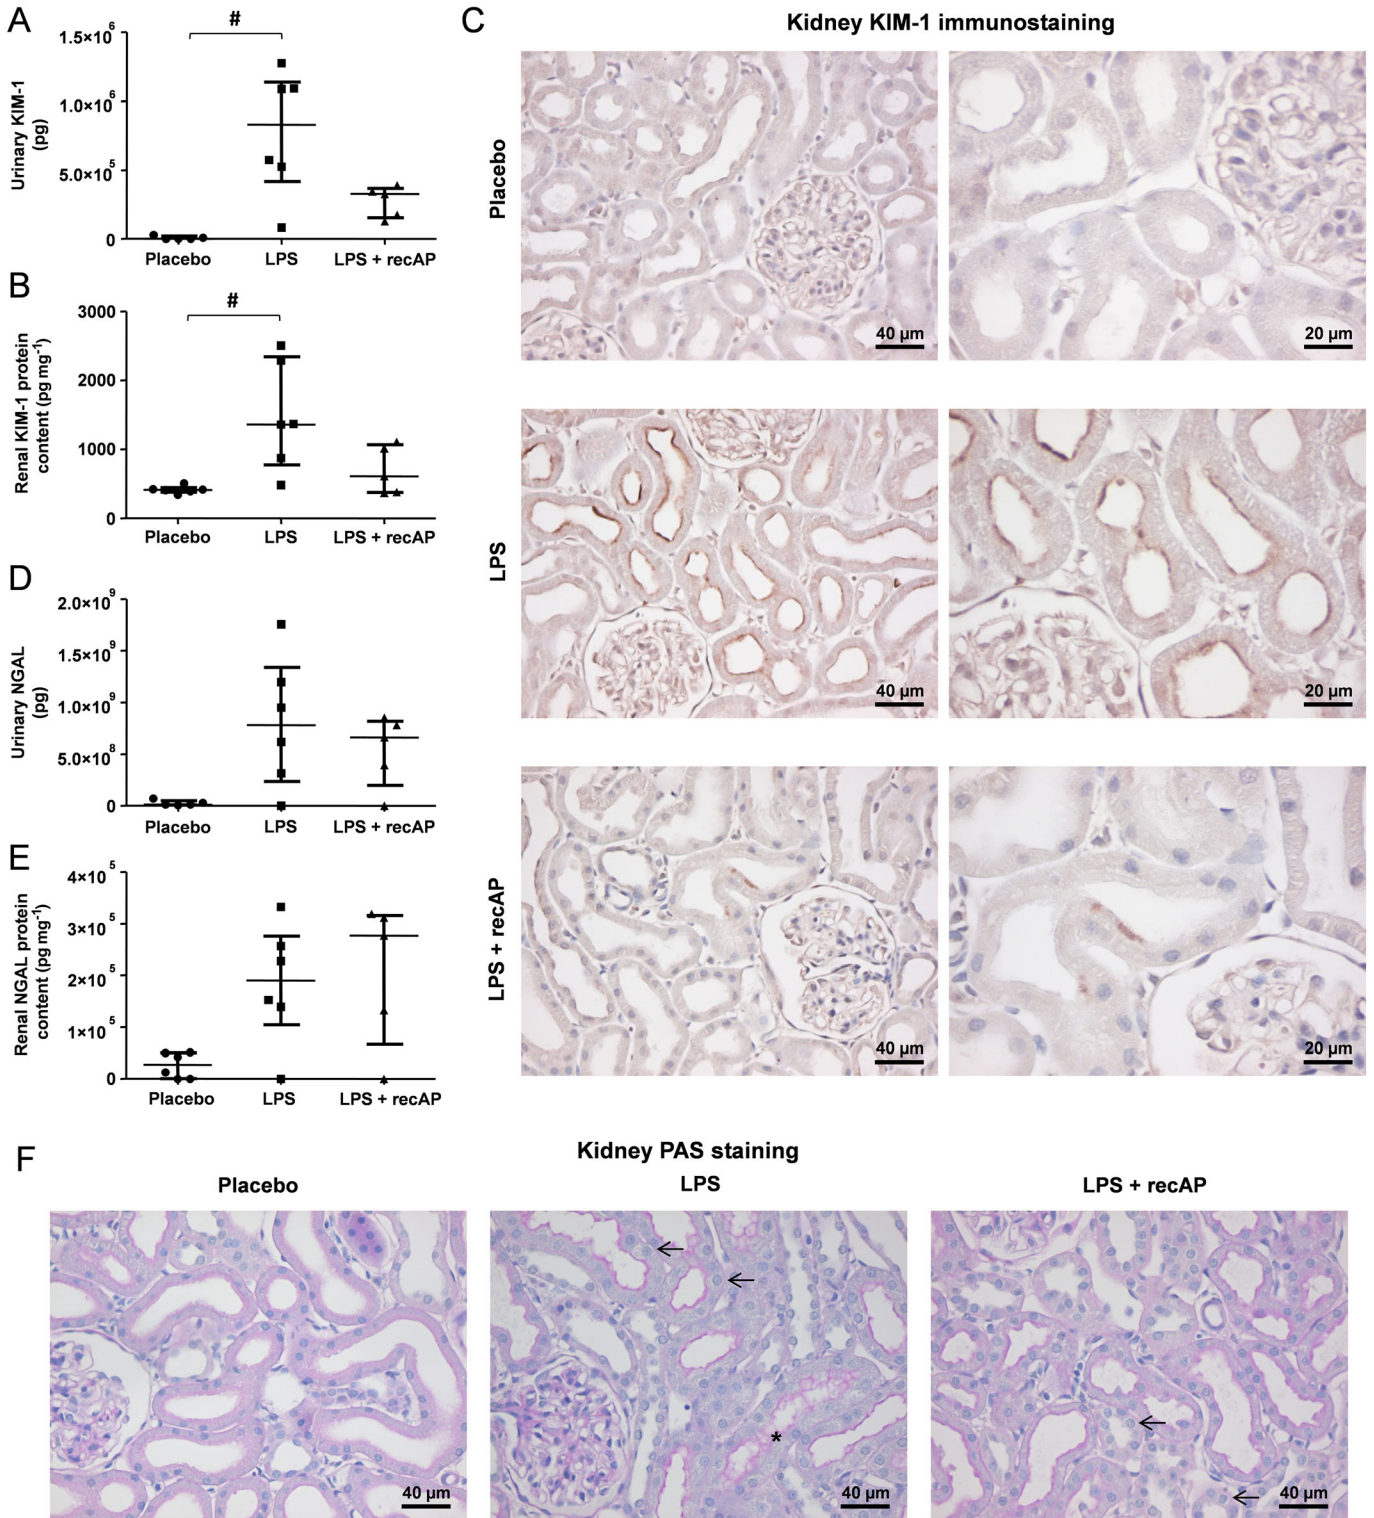 A
#
Urinary KIM-1
(pg)
1.5×10^6
1.0×10^6
5.0×10^5
0
Placebo
LPS
LPS + recAP
B
#
Renal KIM-1 protein
content (pg mg-1)
3000
2000
1000
0
Placebo
LPS
LPS + recAP
D
Urinary NGAL
(pg)
2.0×10^9
1.5×10^9
1.0×10^9
5.0×10^8
0
Placebo
LPS
LPS + recAP
E
Renal NGAL protein
content (pg mg-1)
4×10^5
3×10^5
2×10^5
1×10^5
0
Placebo
LPS
LPS + recAP
C
Kidney KIM-1 immunostaining
Placebo
40 µm
20 µm
LPS
40 µm
20 µm
LPS + recAP
40 µm
20 µm
F
Kidney PAS staining
Placebo
LPS
LPS + recAP
*
40 µm
40 µm
40 µm